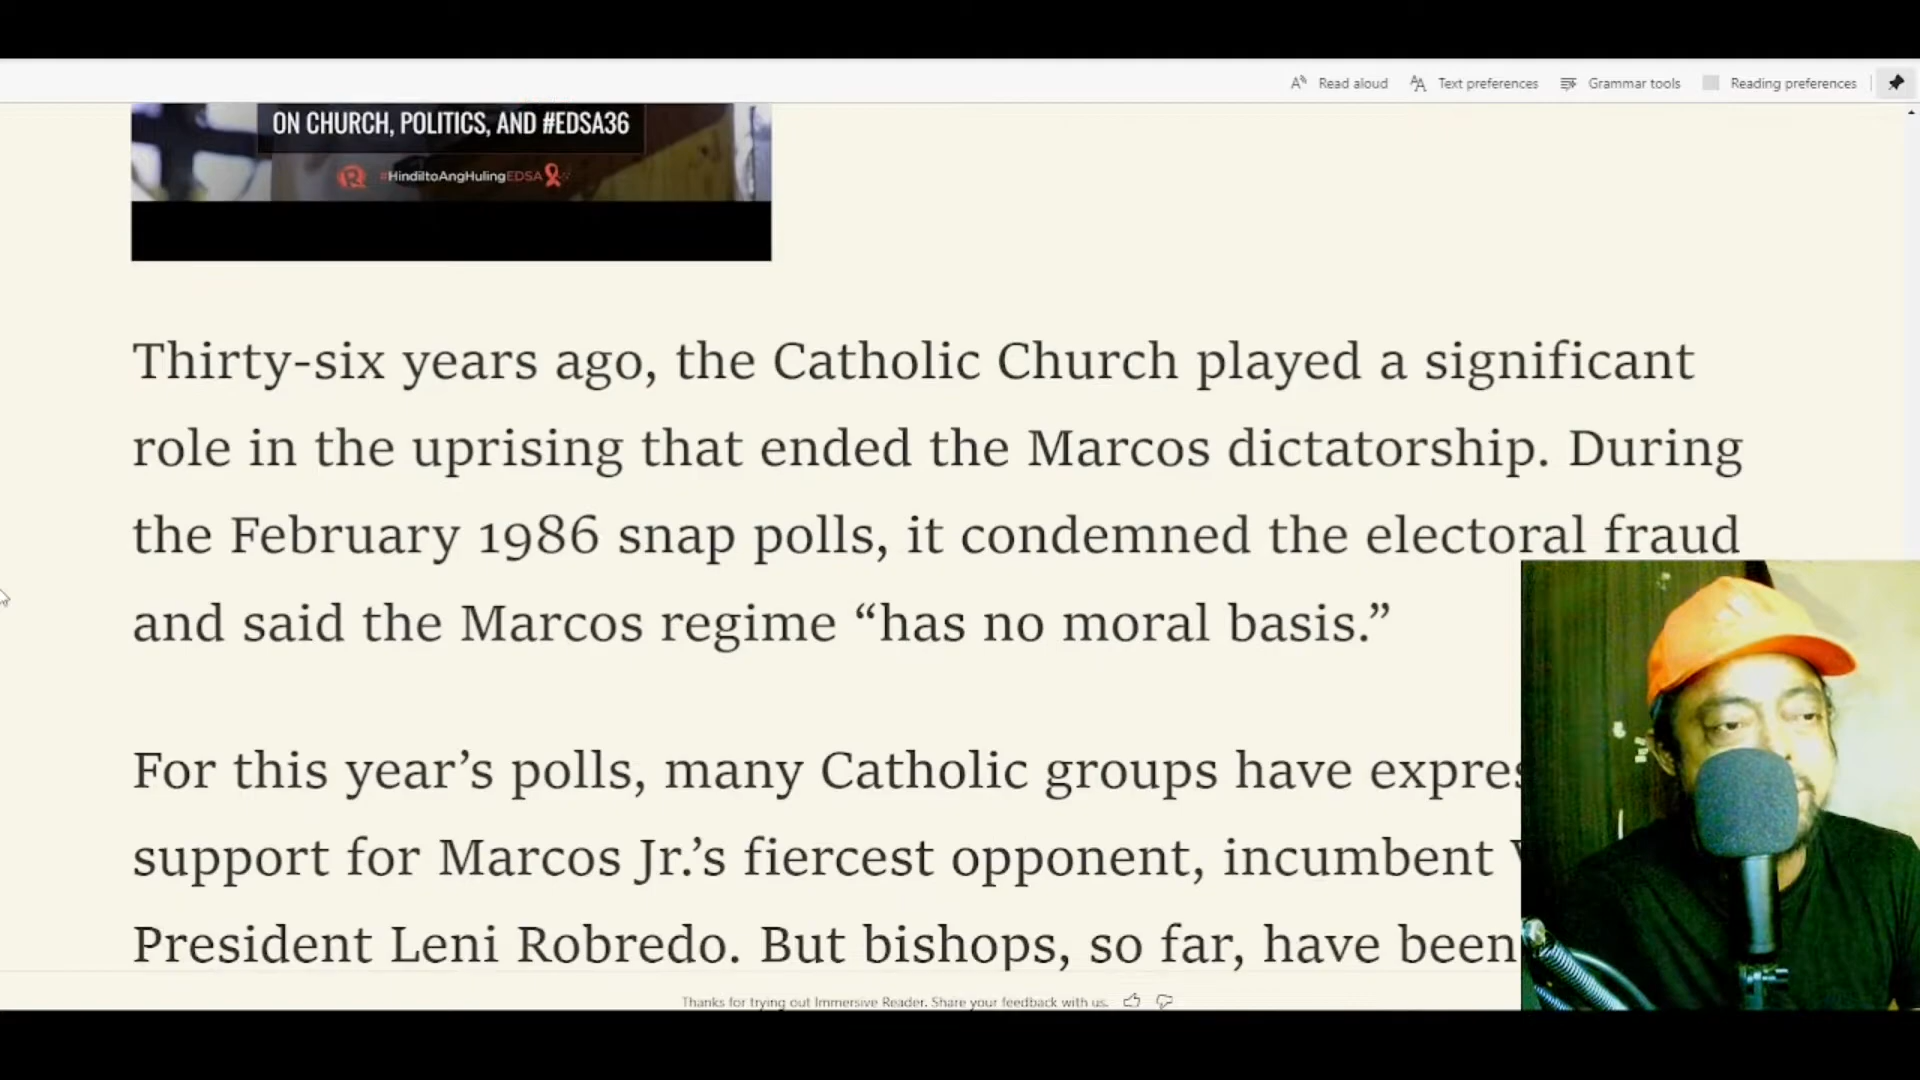 Read aloud
Text preferences
Grammar tools
Reading preferences
ON CHURCH, POLITICS, AND #EDSA36
#HindiItoAngHulingEDSA
Thirty-six years ago, the Catholic Church played a significant
role in the uprising that ended the Marcos dictatorship. During
the February 1986 snap polls, it condemned the electoral fraud
and said the Marcos regime “has no moral basis.”
For this year’s polls, many Catholic groups have
support for Marcos Jr.’s fiercest opponent, incumbent
President Leni Robredo. But bishops, so far, have been
Thanks for trying out Immersive Reader. Share your feedback with us.